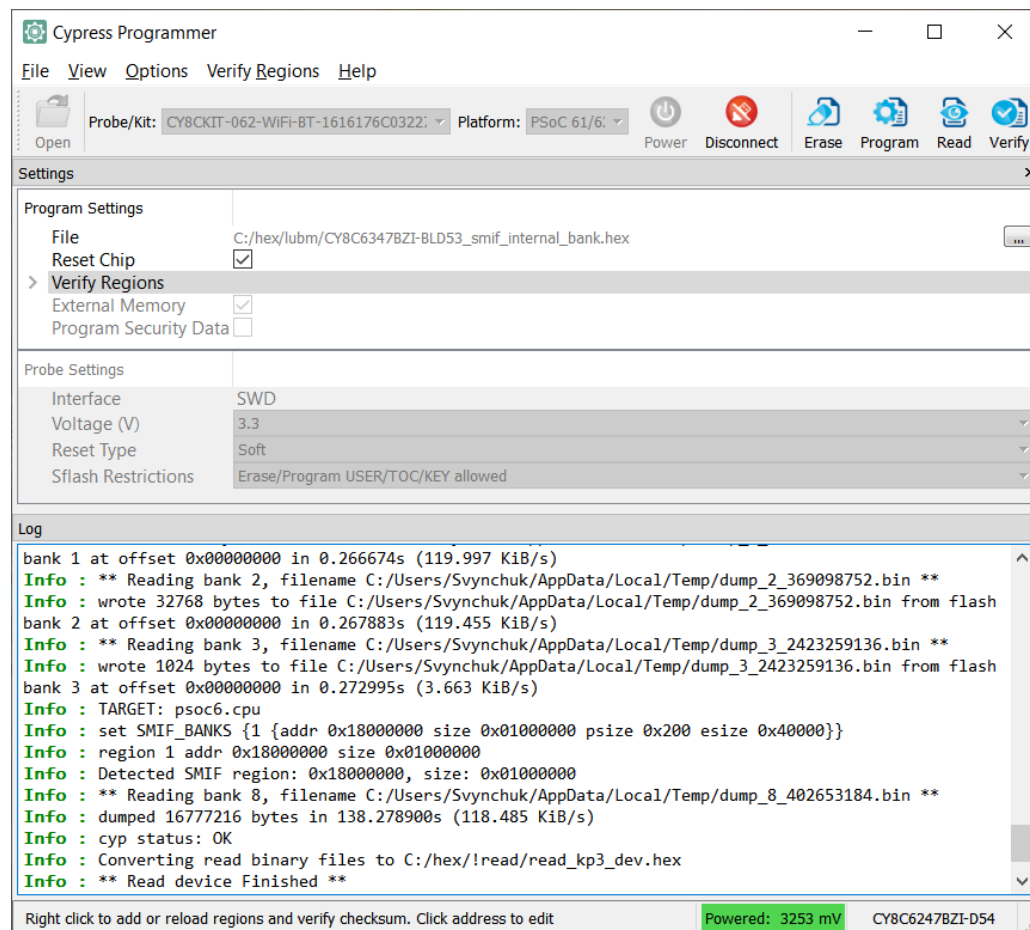 Cypress Programmer
File View Options Verify Regions Help
Open Probe/Kit: CY8CKIT-062-WiFi-BT-1616176C0322 Platform: PSoC 61/6 Power Disconnect Erase Program Read Verify
Settings
Program Settings
File C:/hex/lubm/CY8C6347BZI-BLD53_smif_internal_bank.hex ...
Reset Chip
Verify Regions
External Memory
Program Security Data
Probe Settings
Interface SWD
Voltage (V) 3.3
Reset Type Soft
Sflash Restrictions Erase/Program USER/TOC/KEY allowed
Log
bank 1 at offset 0x00000000 in 0.266674s (119.997 KiB/s)
Info : ** Reading bank 2, filename C:/Users/Svynchuk/AppData/Local/Temp/dump_2_369098752.bin **
Info : wrote 32768 bytes to file C:/Users/Svynchuk/AppData/Local/Temp/dump_2_369098752.bin from flash
bank 2 at offset 0x00000000 in 0.267883s (119.455 KiB/s)
Info : ** Reading bank 3, filename C:/Users/Svynchuk/AppData/Local/Temp/dump_3_2423259136.bin **
Info : wrote 1024 bytes to file C:/Users/Svynchuk/AppData/Local/Temp/dump_3_2423259136.bin from flash
bank 3 at offset 0x00000000 in 0.272995s (3.663 KiB/s)
Info : TARGET: psoc6.cpu
Info : set SMIF_BANKS {1 {addr 0x18000000 size 0x01000000 psize 0x200 esize 0x40000}}
Info : region 1 addr 0x18000000 size 0x01000000
Info : Detected SMIF region: 0x18000000, size: 0x01000000
Info : ** Reading bank 8, filename C:/Users/Svynchuk/AppData/Local/Temp/dump_8_402653184.bin **
Info : dumped 16777216 bytes in 138.278900s (118.485 KiB/s)
Info : cyp status: OK
Info : Converting read binary files to C:/hex/!read/read_kp3_dev.hex
Info : ** Read device Finished **
Right click to add or reload regions and verify checksum. Click address to edit Powered: 3253 mV CY8C6247BZI-D54